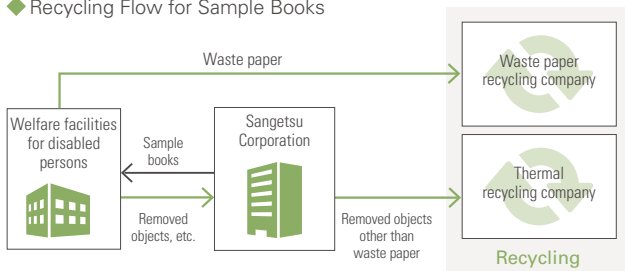 ◆ Recycling Flow for Sample Books
Waste paper
Waste paper
recycling company
Welfare facilities
for disabled
persons
Sample
books
Sangetsu
Corporation
Thermal
recycling company
Removed
objects, etc.
Removed objects
other than
waste paper
Recycling